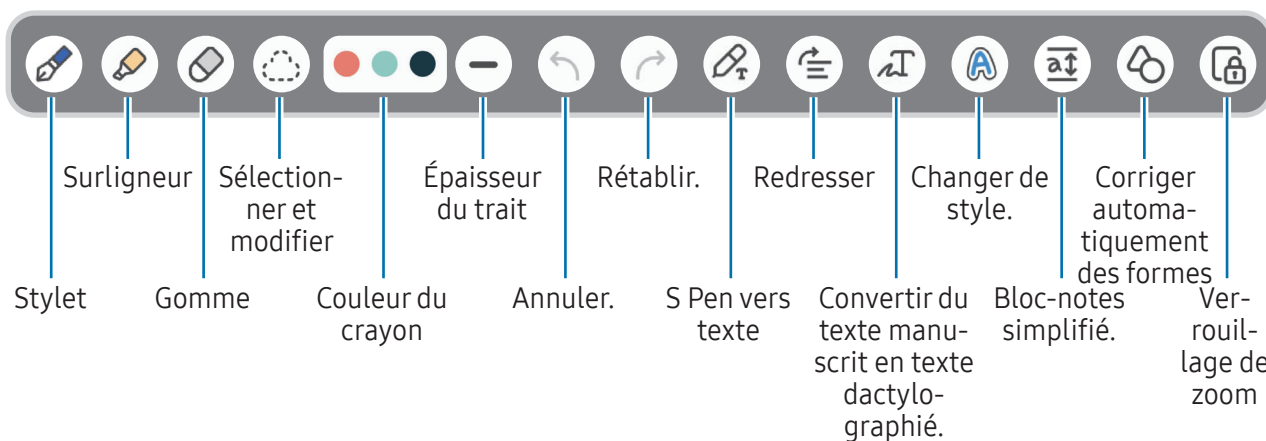 Surligneur
Sélection-
ner et
modifier
Épaisseur
du trait
Rétablir.
Redresser
Changer de
style.
Corriger
automa-
tiquement
des formes
Stylet
Gomme
Couleur du
crayon
Annuler.
S Pen vers
texte
Convertir du
texte manu-
scrit en texte
dactylo-
graphié.
Bloc-notes
simplifié.
Ver-
rouil-
lage de
zoom